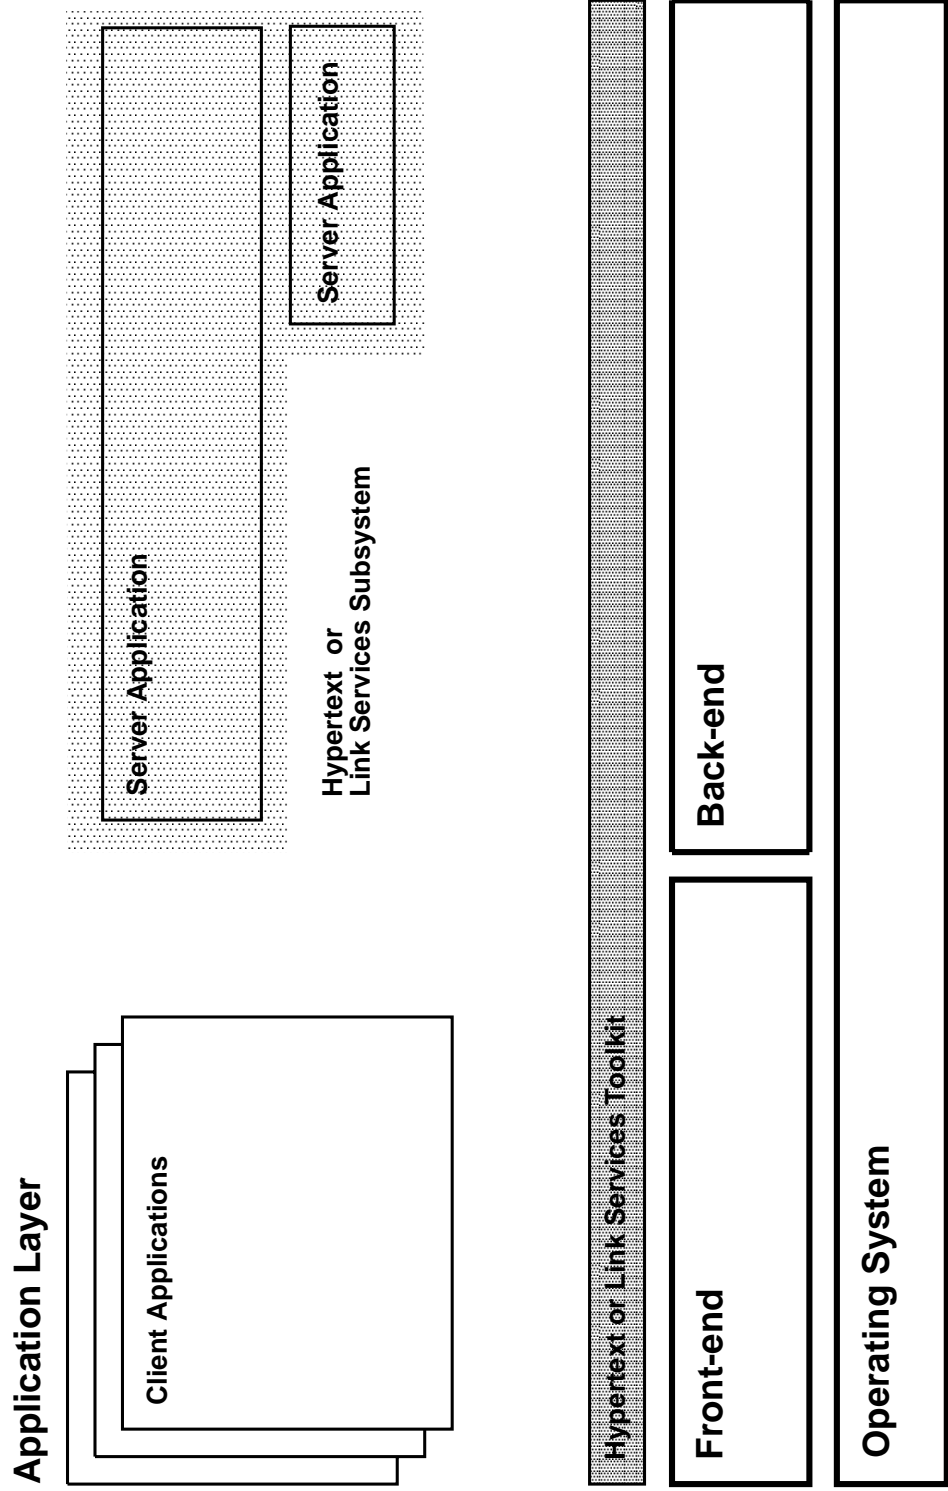 Application Layer
Client Applications
Server Application
Hypertext or
Link Services Subsystem
Server Application
Hypertext or Link Services Toolkit
Front-end
Back-end
Operating System